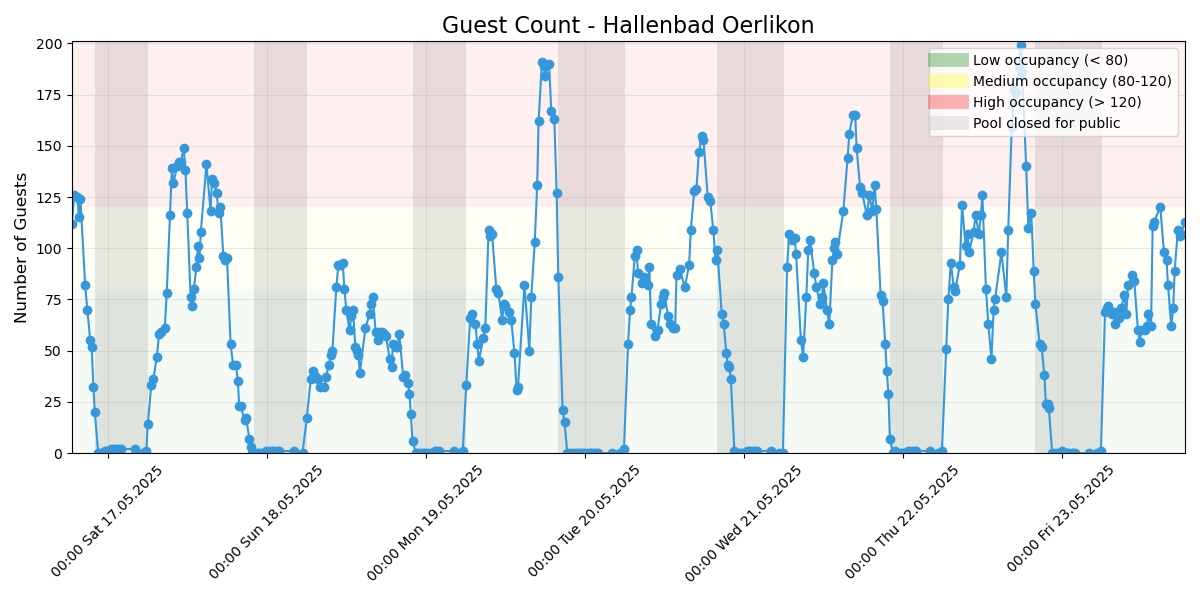 Guest Count - Hallenbad Oerlikon
Number of Guests
200
175
150
125
100
75
50
25
0
Low occupancy (< 80)
Medium occupancy (80-120)
High occupancy (> 120)
Pool closed for public
00:00 Sat 17.05.2025
00:00 Sun 18.05.2025
00:00 Mon 19.05.2025
00:00 Tue 20.05.2025
00:00 Wed 21.05.2025
00:00 Thu 22.05.2025
00:00 Fri 23.05.2025